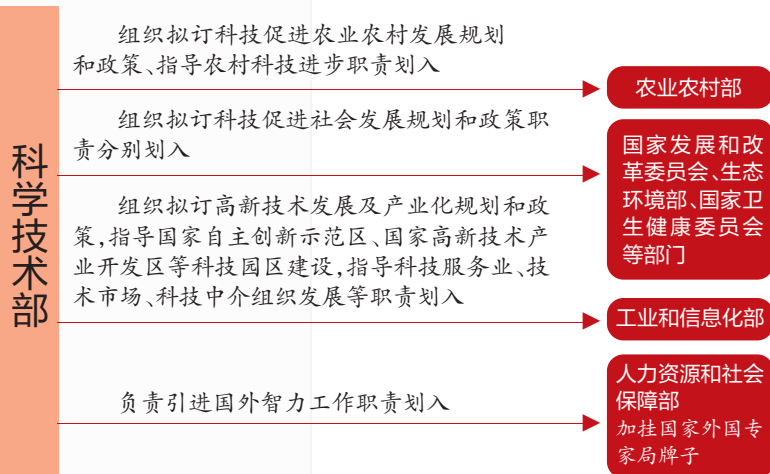 科学技术部
组织拟订科技促进农业农村发展规划
和政策、指导农村科技进步职责划入
农业农村部
组织拟订科技促进社会发展规划和政策职
责分别划入
国家发展和改
革委员会、生态
环境部、国家卫
生健康委员会
等部门
组织拟订高新技术发展及产业化规划和政
策,指导国家自主创新示范区、国家高新技术产
业开发区等科技园区建设,指导科技服务业、技
术市场、科技中介组织发展等职责划入
工业和信息化部
负责引进国外智力工作职责划入
人力资源和社会
保障部
加挂国家外国专
家局牌子